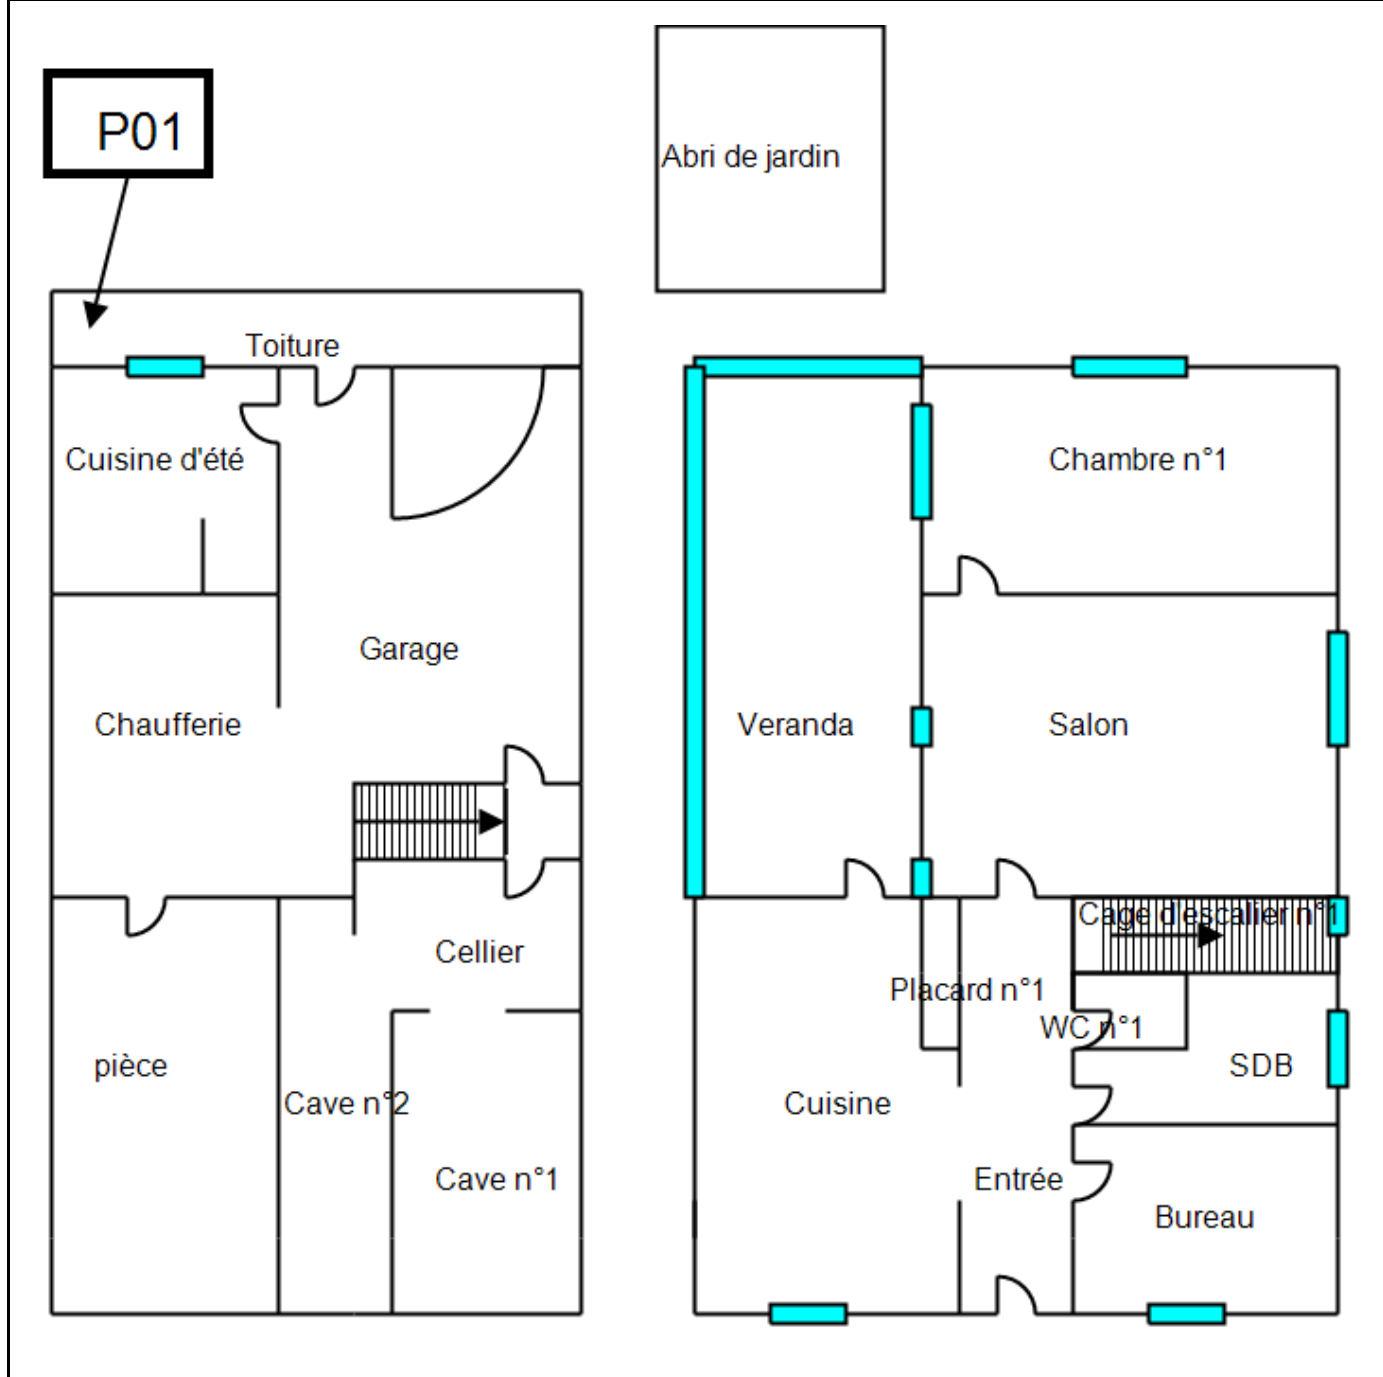 P01
Abri de jardin
Toiture
Cuisine d'été
Chambre n°1
Garage
Chaufferie
Veranda
Salon
Cage d'escalier n°1
Cellier
Placard n°1
WC n°1
pièce
SDB
Cave n°2
Cuisine
Cave n°1
Entrée
Bureau